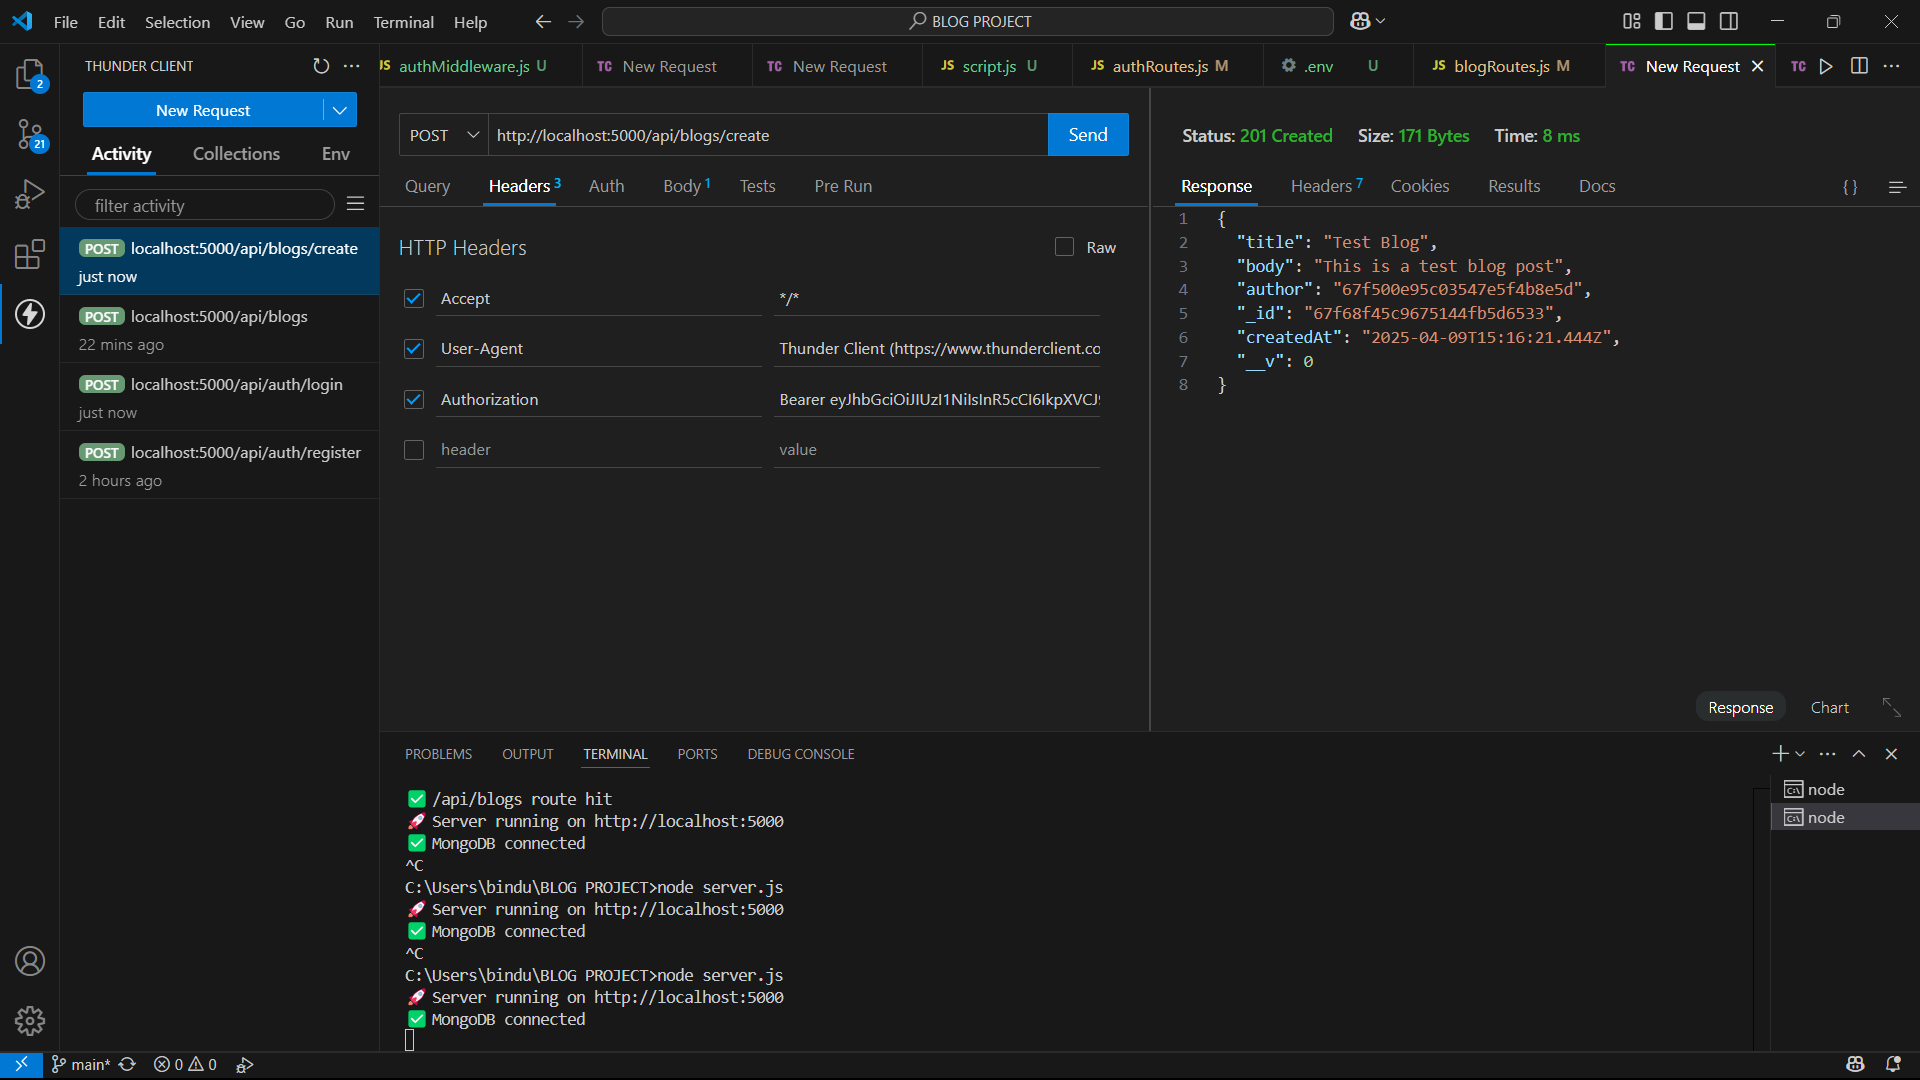 File Edit Selection View Go Run Terminal Help
BLOG PROJECT
THUNDER CLIENT
New Request
Activity Collections Env
filter activity
POST localhost:5000/api/blogs/create
just now
POST localhost:5000/api/blogs
22 mins ago
POST localhost:5000/api/auth/login
just now
POST localhost:5000/api/auth/register
2 hours ago
2
21
JS authMiddleware.js U
TC New Request
TC New Request
JS script.js U
JS authRoutes.js M
.env U
JS blogRoutes.js M
TC New Request
TC
POST http://localhost:5000/api/blogs/create Send
Query Headers 3 Auth Body 1 Tests Pre Run
HTTP Headers Raw
Accept */*
User-Agent Thunder Client (https://www.thunderclient.co
Authorization Bearer eyJhbGciOiJIUzI1NiIsInR5cCI6IkpXVCJ9
header value
Status: 201 Created Size: 171 Bytes Time: 8 ms
Response Headers 7 Cookies Results Docs { }
1 {
2 "title": "Test Blog",
3 "body": "This is a test blog post",
4 "author": "67f500e95c03547e5f4b8e5d",
5 "_id": "67f68f45c9675144fb5d6533",
6 "createdAt": "2025-04-09T15:16:21.444Z",
7 "__v": 0
8 }
Response Chart
PROBLEMS OUTPUT TERMINAL PORTS DEBUG CONSOLE
✅ /api/blogs route hit
🚀 Server running on http://localhost:5000
✅ MongoDB connected
^C
C:\Users\bindu\BLOG PROJECT>node server.js
🚀 Server running on http://localhost:5000
✅ MongoDB connected
^C
C:\Users\bindu\BLOG PROJECT>node server.js
🚀 Server running on http://localhost:5000
✅ MongoDB connected
node
node
main* 0 0